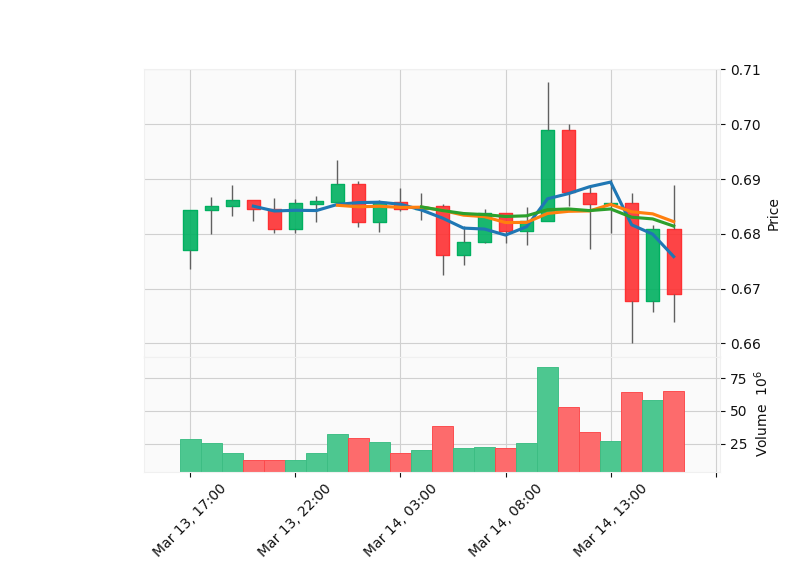 0.71
0.70
0.69
0.68
0.67
0.66
Price
75
50
25
Volume 10^6
Mar 13, 17:00
Mar 13, 22:00
Mar 14, 03:00
Mar 14, 08:00
Mar 14, 13:00